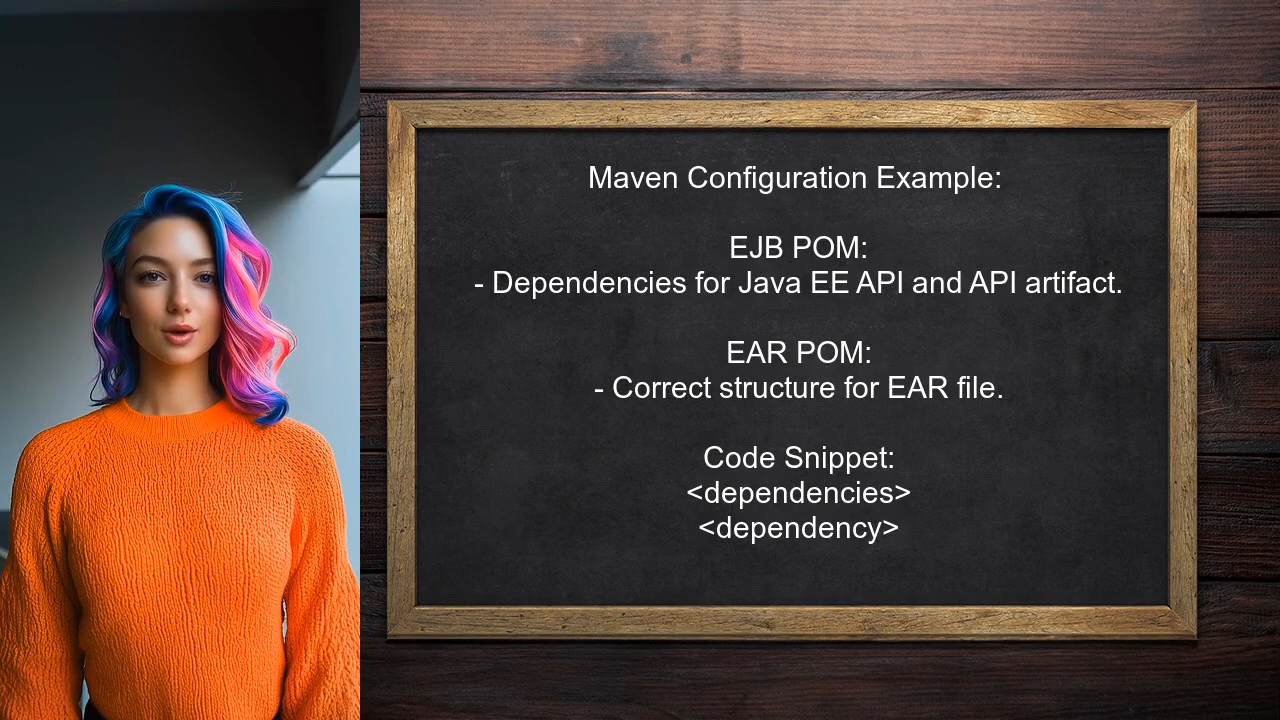 Maven Configuration Example:
EJB POM:
- Dependencies for Java EE API and API artifact.
EAR POM:
- Correct structure for EAR file.
Code Snippet:
<dependencies>
<dependency>